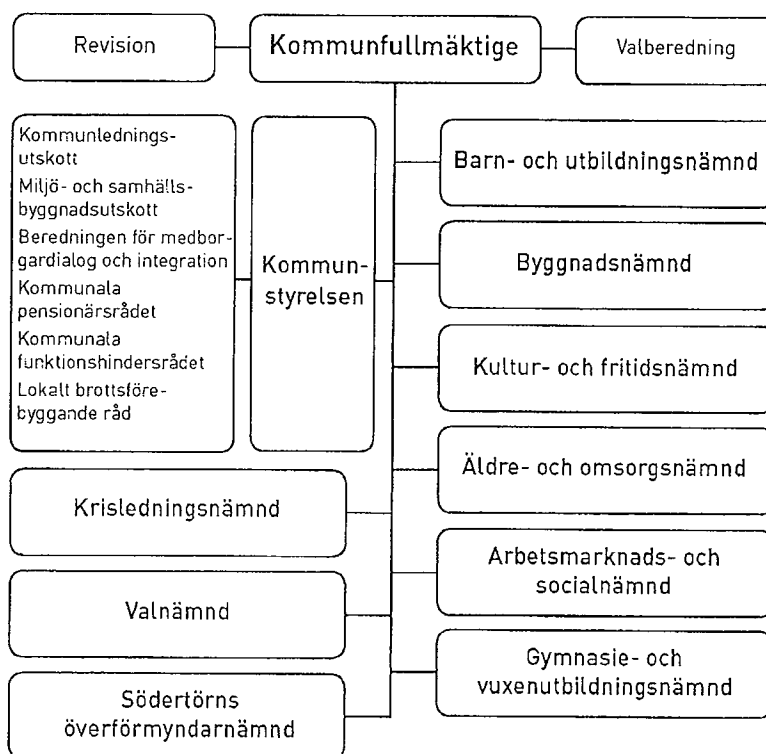 Revision
Kommunfullmäktige
Valberedning
Kommunlednings-
utskott
Miljö- och samhälls-
byggnadsutskott
Beredningen för medbor-
gardialog och integration
Kommunala
pensionärsrådet
Kommunala
funktionshindersrådet
Lokalt brottsföre-
byggande råd
Kommun-
styrelsen
Krisledningsnämnd
Valnämnd
Södertörns
överförmyndarnämnd
Barn- och utbildningsnämnd
Byggnadsnämnd
Kultur- och fritidsnämnd
Äldre- och omsorgsnämnd
Arbetsmarknads- och
socialnämnd
Gymnasie- och
vuxenutbildningsnämnd